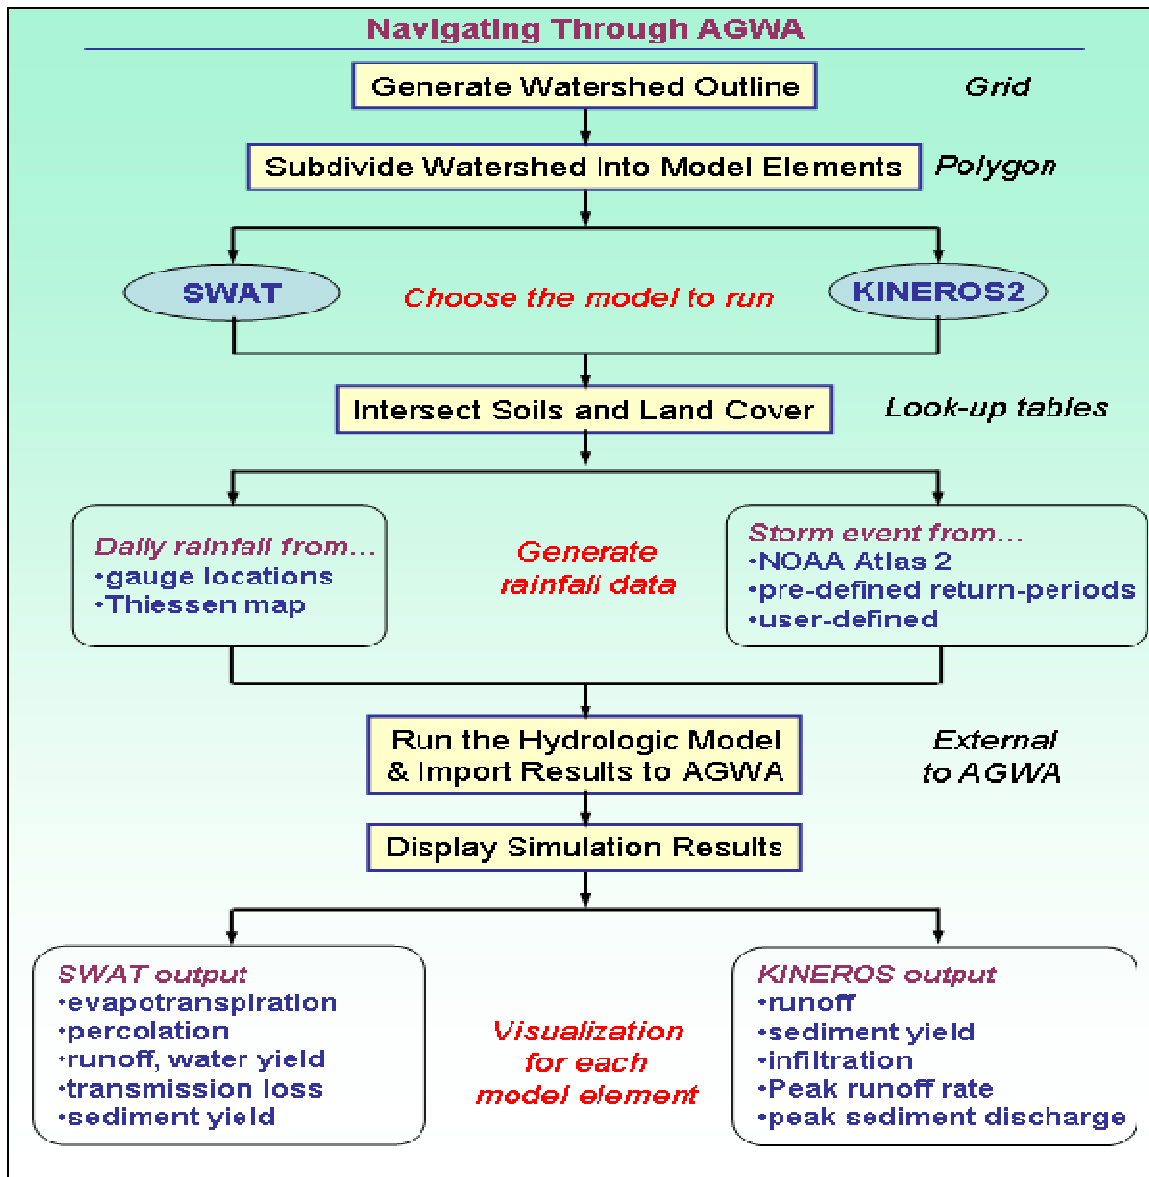 Navigating Through AGWA
Generate Watershed Outline
Grid
Subdivide Watershed Into Model Elements
Polygon
SWAT
Choose the model to run
KINEROS2
Intersect Soils and Land Cover
Look-up tables
Daily rainfall from...
•gauge locations
•Thiessen map
Generate
rainfall data
Storm event from...
•NOAA Atlas 2
•pre-defined return-periods
•user-defined
Run the Hydrologic Model
& Import Results to AGWA
External
to AGWA
Display Simulation Results
SWAT output
•evapotranspiration
•percolation
•runoff, water yield
•transmission loss
•sediment yield
Visualization
for each
model element
KINEROS output
•runoff
•sediment yield
•infiltration
•Peak runoff rate
•peak sediment discharge